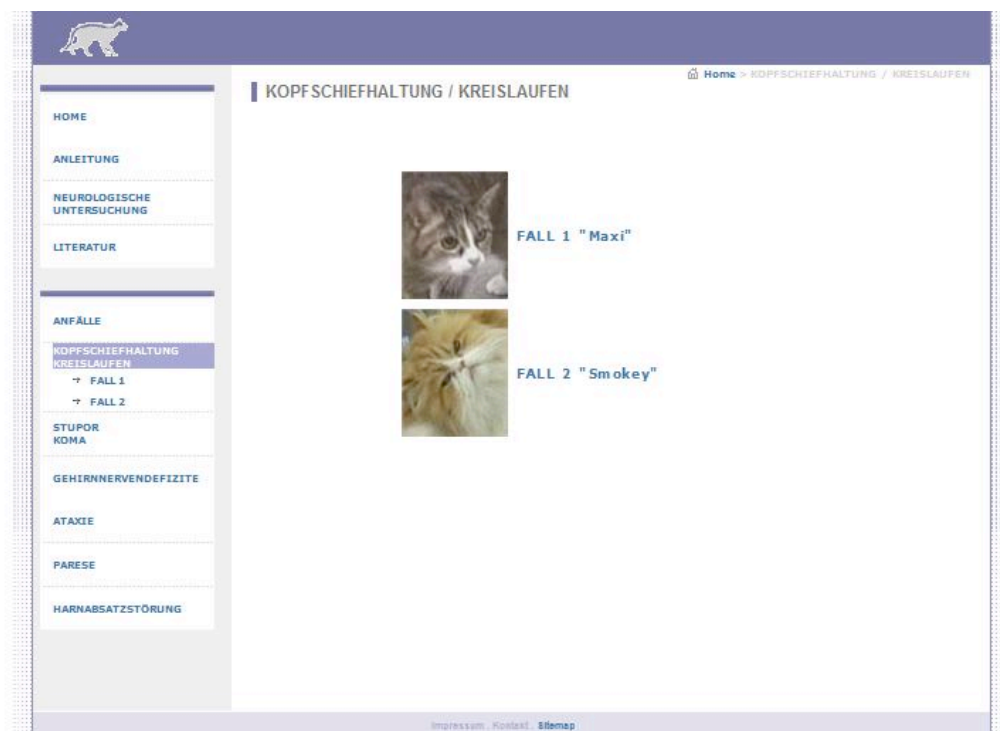 Home > KOPFSCHIEFHALTUNG / KREISLAUFEN
KOPFSCHIEFHALTUNG / KREISLAUFEN
HOME
ANLEITUNG
NEUROLOGISCHE
UNTERSUCHUNG
LITERATUR
ANFÄLLE
KOPFSCHIEFHALTUNG
KREISLAUFEN
→ FALL 1
→ FALL 2
STUPOR
KOMA
GEHIRNNERVENDEFIZITE
ATAXIE
PARESE
HARNABSATZSTÖRUNG
FALL 1 "Maxi"
FALL 2 "Smokey"
Impressum . Kontakt . Sitemap